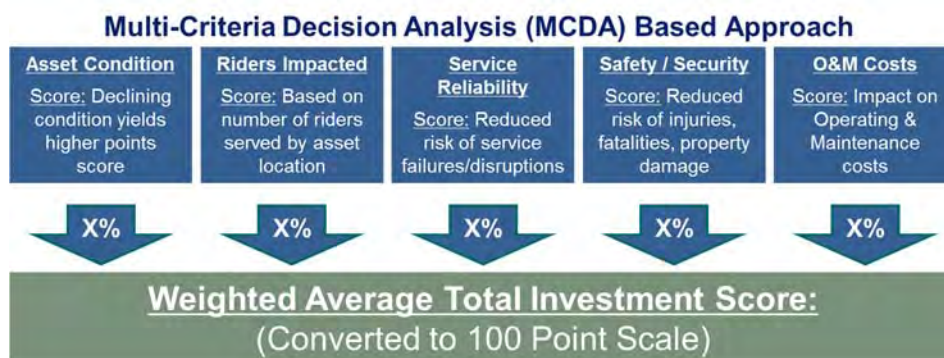 Multi-Criteria Decision Analysis (MCDA) Based Approach
Asset Condition
Score: Declining
condition yields
higher points
score
Riders Impacted
Score: Based on
number of riders
served by asset
location
Service
Reliability
Score: Reduced
risk of service
failures/disruptions
Safety / Security
Score: Reduced
risk of injuries,
fatalities, property
damage
O&M Costs
Score: Impact on
Operating &
Maintenance
costs
X%
X%
X%
X%
X%
Weighted Average Total Investment Score:
(Converted to 100 Point Scale)